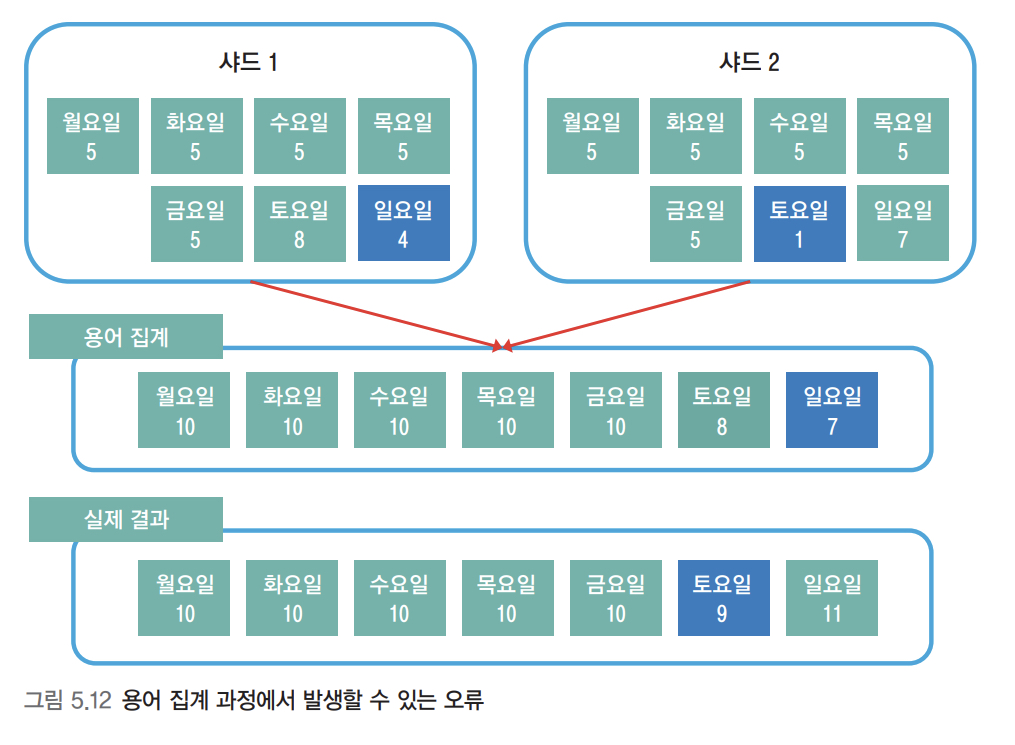 샤드 1
월요일 화요일 수요일 목요일
5 5 5 5
금요일 토요일 일요일
5 8 4
샤드 2
월요일 화요일 수요일 목요일
5 5 5 5
금요일 토요일 일요일
5 1 7
용어 집계
월요일 화요일 수요일 목요일 금요일 토요일 일요일
10 10 10 10 10 8 7
실제 결과
월요일 화요일 수요일 목요일 금요일 토요일 일요일
10 10 10 10 10 9 11
그림 5.12 용어 집계 과정에서 발생할 수 있는 오류